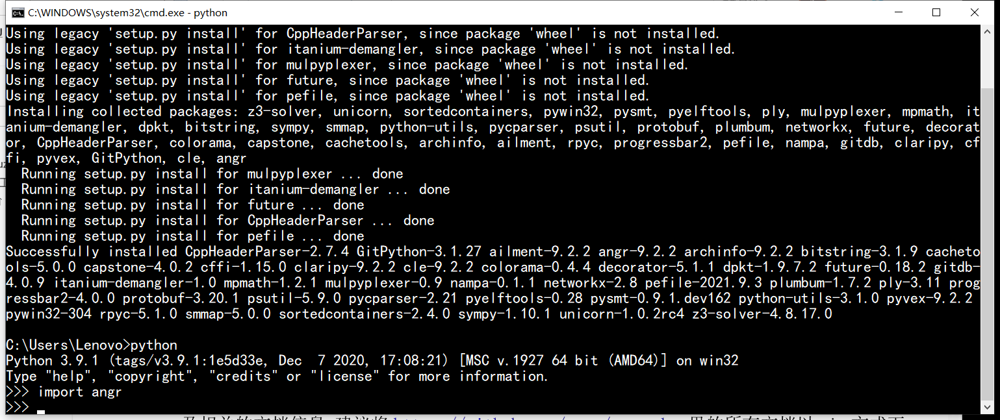 C:\WINDOWS\system32\cmd.exe - python
Using legacy 'setup.py install' for CppHeaderParser, since package 'wheel' is not installed.
Using legacy 'setup.py install' for itanium-demangler, since package 'wheel' is not installed.
Using legacy 'setup.py install' for mulpyplexer, since package 'wheel' is not installed.
Using legacy 'setup.py install' for future, since package 'wheel' is not installed.
Using legacy 'setup.py install' for pefile, since package 'wheel' is not installed.
Installing collected packages: z3-solver, unicorn, sortedcontainers, pywin32, pysmt, pyelftools, ply, mulpyplexer, mpmath, it
anium-demangler, dpkt, bitstring, sympy, smmap, python-utils, pycparser, psutil, protobuf, plumbum, networkx, future, decorat
or, CppHeaderParser, colorama, capstone, cachetools, archinfo, ailment, rpyc, progressbar2, pefile, nampa, gitdb, claripy, cf
fi, pyvex, GitPython, cle, angr
Running setup.py install for mulpyplexer ... done
Running setup.py install for itanium-demangler ... done
Running setup.py install for future ... done
Running setup.py install for CppHeaderParser ... done
Running setup.py install for pefile ... done
Successfully installed CppHeaderParser-2.7.4 GitPython-3.1.27 ailment-9.2.2 angr-9.2.2 archinfo-9.2.2 bitstring-3.1.9 cacheto
ols-5.0.0 capstone-4.0.2 cffi-1.15.0 claripy-9.2.2 cle-9.2.2 colorama-0.4.4 decorator-5.1.1 dpkt-1.9.7.2 future-0.18.2 gitdb-
4.0.9 itanium-demangler-1.0 mpmath-1.2.1 mulpyplexer-0.9 nampa-0.1.1 networkx-2.8 pefile-2021.9.3 plumbum-1.7.2 ply-3.11 prog
ressbar2-4.0.0 protobuf-3.20.1 psutil-5.9.0 pycparser-2.21 pyelftools-0.28 pysmt-0.9.1.dev162 python-utils-3.1.0 pyvex-9.2.2
pywin32-304 rpyc-5.1.0 smmap-5.0.0 sortedcontainers-2.4.0 sympy-1.10.1 unicorn-1.0.2rc4 z3-solver-4.8.17.0
C:\Users\Lenovo>python
Python 3.9.1 (tags/v3.9.1:1e5d33e, Dec  7 2020, 17:08:21) [MSC v.1927 64 bit (AMD64)] on win32
Type "help", "copyright", "credits" or "license" for more information.
>>> import angr
>>>